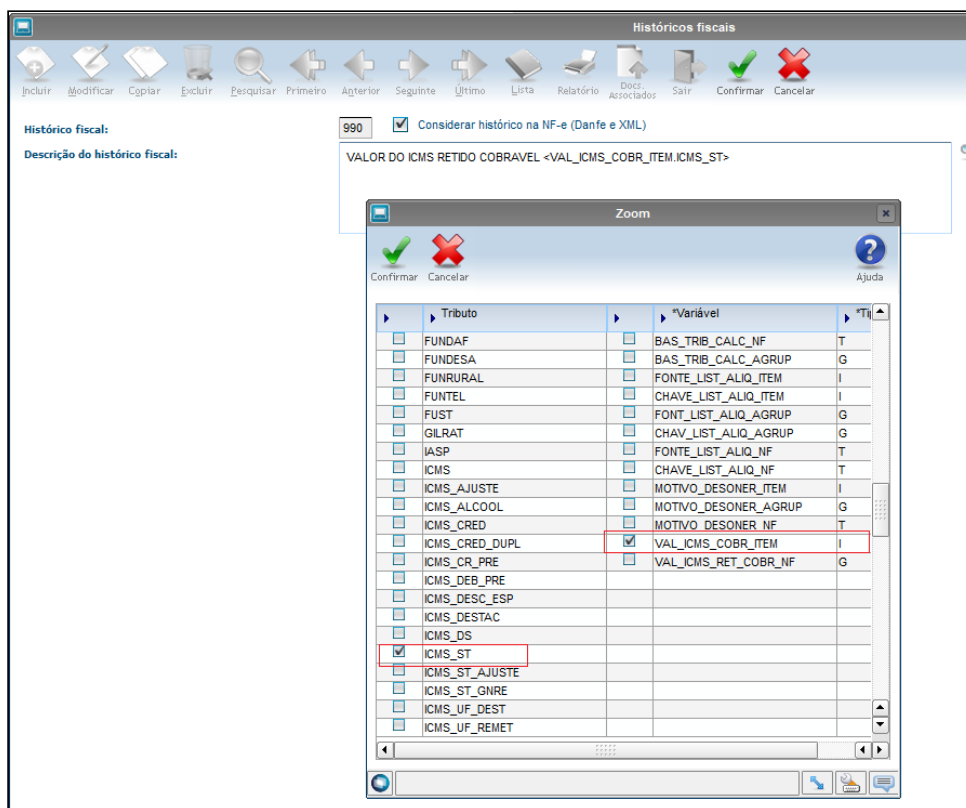 Históricos fiscais
Incluir Modificar Copiar Excluir Pesquisar Primeiro Anterior Seguinte Último Lista Relatório Docs. Associados Sair Confirmar Cancelar
Histórico fiscal: 990 Considerar histórico na NF-e (Danfe e XML)
Descrição do histórico fiscal:
VALOR DO ICMS RETIDO COBRAVEL <VAL_ICMS_COBR_ITEM.ICMS_ST>
Zoom
Confirmar Cancelar Ajuda
Tributo *Variável *Ti
FUNDAF BAS_TRIB_CALC_NF T
FUNDESA BAS_TRIB_CALC_AGRUP G
FUNRURAL FONTE_LIST_ALIQ_ITEM I
FUNTEL CHAVE_LIST_ALIQ_ITEM I
FUST FONT_LIST_ALIQ_AGRUP G
GILRAT CHAV_LIST_ALIQ_AGRUP G
IASP FONTE_LIST_ALIQ_NF T
ICMS CHAVE_LIST_ALIQ_NF T
ICMS_AJUSTE MOTIVO_DESONER_ITEM I
ICMS_ALCOOL MOTIVO_DESONER_AGRUP G
ICMS_CRED MOTIVO_DESONER_NF T
ICMS_CRED_DUPL VAL_ICMS_COBR_ITEM I
ICMS_CR_PRE VAL_ICMS_RET_COBR_NF G
ICMS_DEB_PRE
ICMS_DESC_ESP
ICMS_DESTAC
ICMS_DS
ICMS_ST
ICMS_ST_AJUSTE
ICMS_ST_GNRE
ICMS_UF_DEST
ICMS_UF_REMET